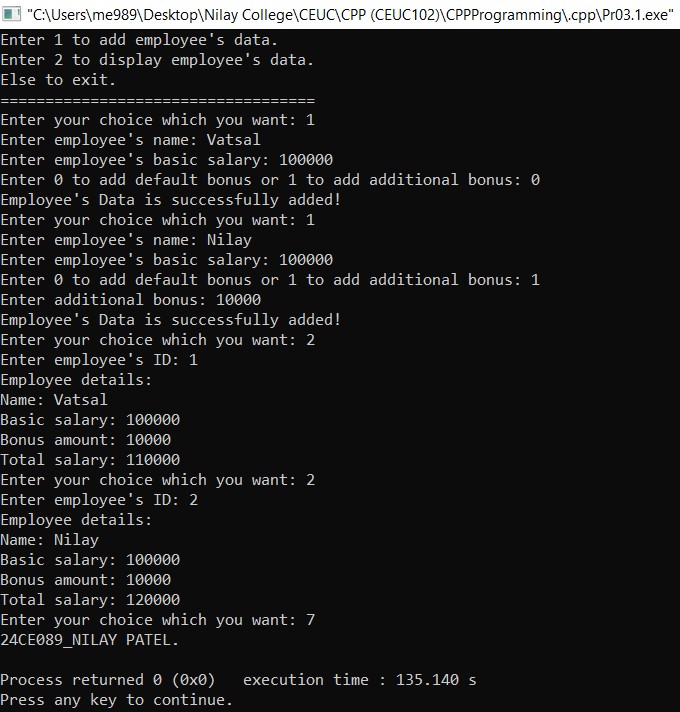 "C:\Users\me989\Desktop\Nilay College\CEUC\CPP (CEUC102)\CPPProgramming\.cpp\Pr03.1.exe"
Enter 1 to add employee's data.
Enter 2 to display employee's data.
Else to exit.
===================================
Enter your choice which you want: 1
Enter employee's name: Vatsal
Enter employee's basic salary: 100000
Enter 0 to add default bonus or 1 to add additional bonus: 0
Employee's Data is successfully added!
Enter your choice which you want: 1
Enter employee's name: Nilay
Enter employee's basic salary: 100000
Enter 0 to add default bonus or 1 to add additional bonus: 1
Enter additional bonus: 10000
Employee's Data is successfully added!
Enter your choice which you want: 2
Enter employee's ID: 1
Employee details:
Name: Vatsal
Basic salary: 100000
Bonus amount: 10000
Total salary: 110000
Enter your choice which you want: 2
Enter employee's ID: 2
Employee details:
Name: Nilay
Basic salary: 100000
Bonus amount: 10000
Total salary: 120000
Enter your choice which you want: 7
24CE089_NILAY PATEL.

Process returned 0 (0x0)   execution time : 135.140 s
Press any key to continue.